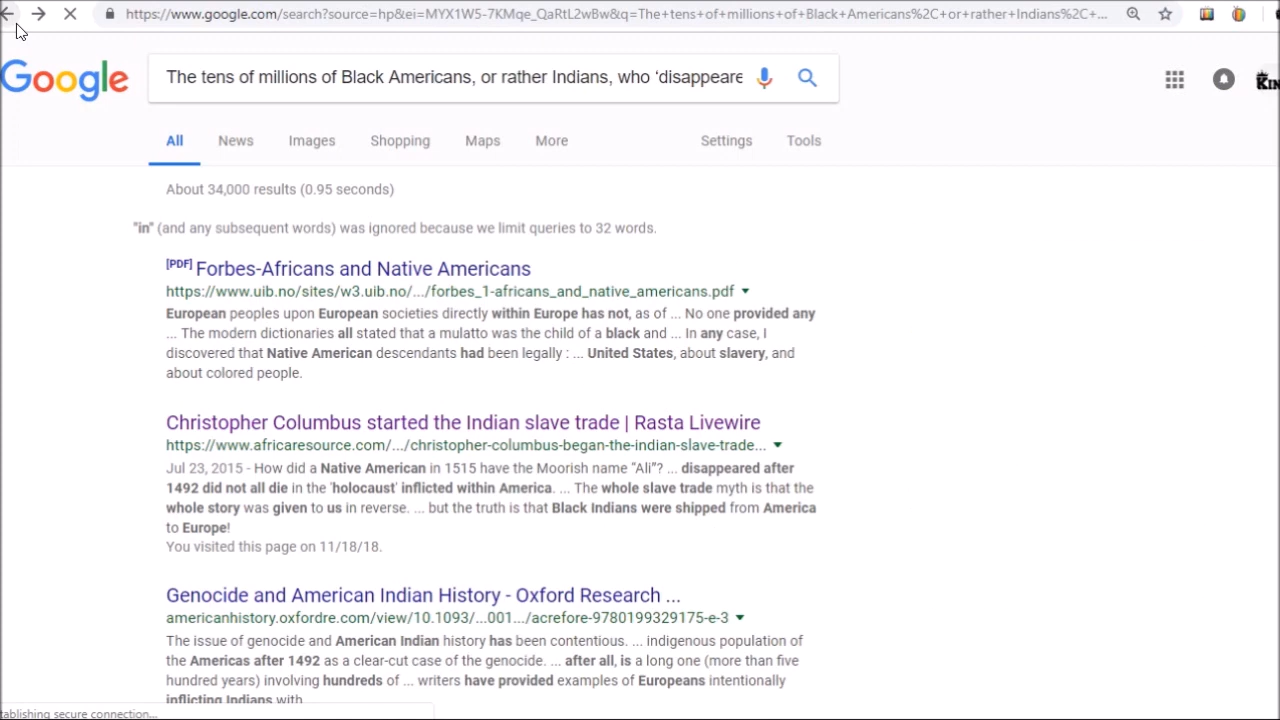 https://www.google.com/search?source=hp&ei=MYX1W5-7KMqe_QaRtL2wBw&q=The+tens+of+millions+of+Black+Americans%2C+or+rather+Indians%2C+...
Google
The tens of millions of Black Americans, or rather Indians, who ‘disappeare
KIN
All News Images Shopping Maps More Settings Tools
About 34,000 results (0.95 seconds)
"in" (and any subsequent words) was ignored because we limit queries to 32 words.
[PDF] Forbes-Africans and Native Americans
https://www.uib.no/sites/w3.uib.no/.../forbes_1-africans_and_native_americans.pdf
European peoples upon European societies directly within Europe has not, as of ... No one provided any
... The modern dictionaries all stated that a mulatto was the child of a black and ... In any case, I
discovered that Native American descendants had been legally : ... United States, about slavery, and
about colored people.
Christopher Columbus started the Indian slave trade | Rasta Livewire
https://www.africaresource.com/.../christopher-columbus-began-the-indian-slave-trade...
Jul 23, 2015 - How did a Native American in 1515 have the Moorish name “Ali”? ... disappeared after
1492 did not all die in the 'holocaust' inflicted within America. ... The whole slave trade myth is that the
whole story was given to us in reverse. ... but the truth is that Black Indians were shipped from America
to Europe!
You visited this page on 11/18/18.
Genocide and American Indian History - Oxford Research ...
americanhistory.oxfordre.com/view/10.1093/...001.../acrefore-9780199329175-e-3
The issue of genocide and American Indian history has been contentious. ... indigenous population of
the Americas after 1492 as a clear-cut case of the genocide. ... after all, is a long one (more than five
hundred years) involving hundreds of ... writers have provided examples of Europeans intentionally
inflicting Indians with
tablishing secure connection...